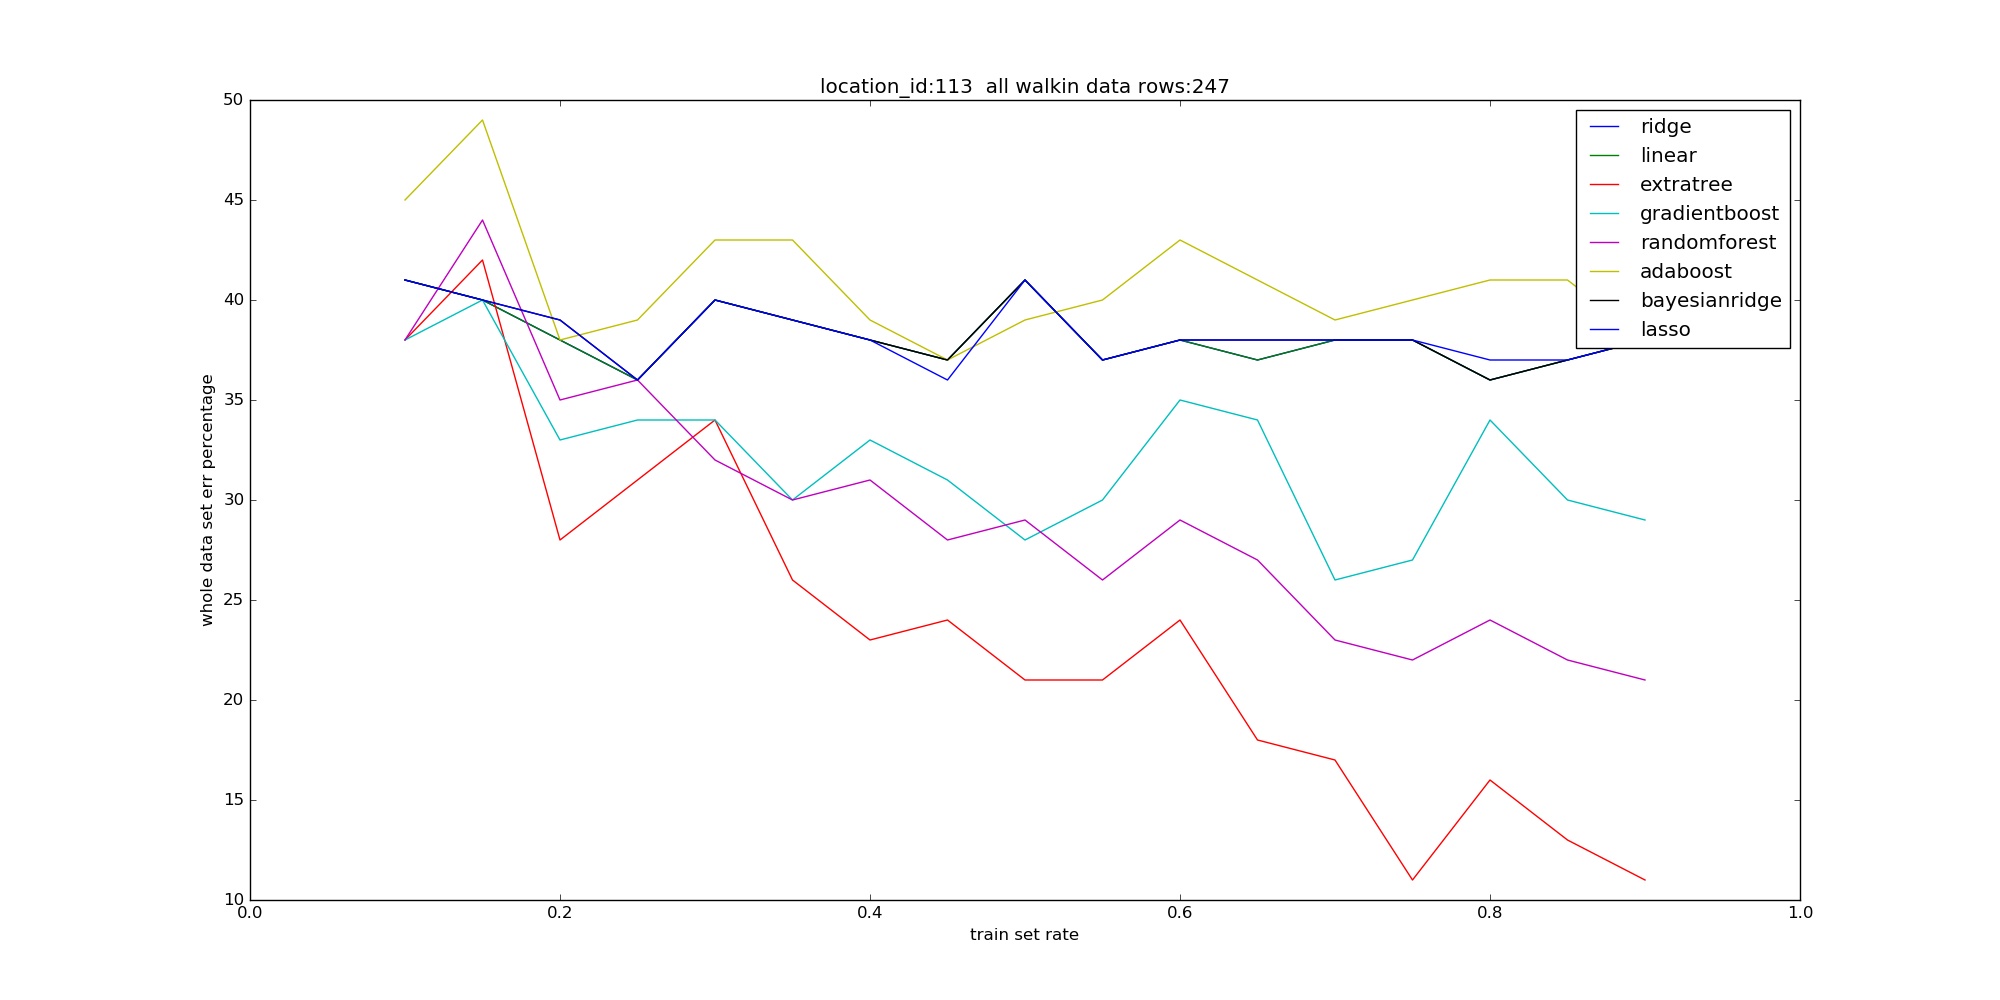 location_id:113  all walkin data rows:247
50
45
40
35
30
25
20
15
10
whole data set err percentage
ridge
linear
extratree
gradientboost
randomforest
adaboost
bayesianridge
lasso
0.0 0.2 0.4 0.6 0.8 1.0
train set rate